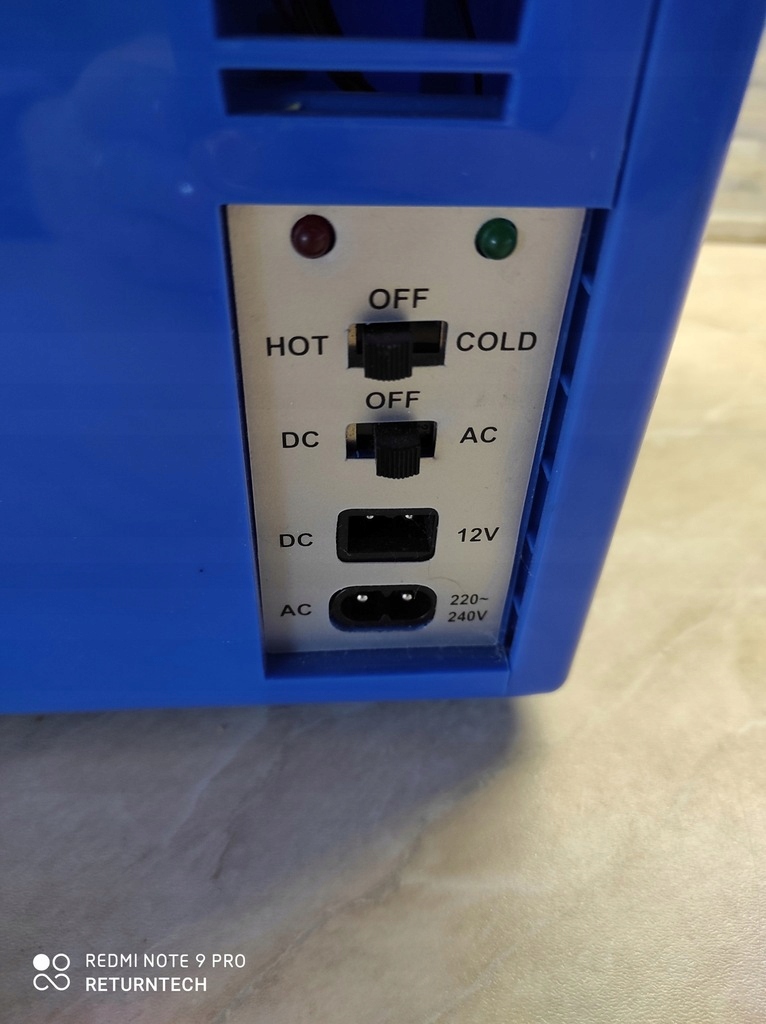 OFF
HOT COLD
OFF
DC AC
DC 12V
AC 220~
240V
REDMI NOTE 9 PRO
RETURNTECH